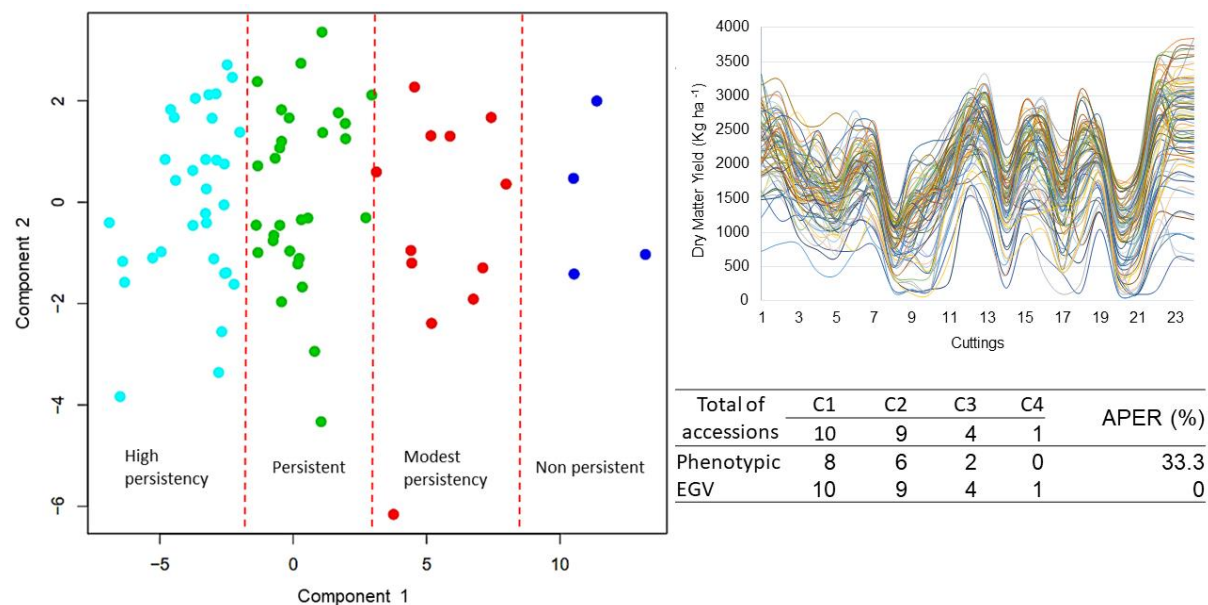 2
0
-2
-4
-6
Component 2
High
persistency
Persistent
Modest
persistency
Non persistent
-5
0
5
10
Component 1
4000
3500
3000
2500
2000
1500
1000
500
0
Dry Matter Yield (Kg ha -1)
1 3 5 7 9 11 13 15 17 19 21 23
Cuttings
Total of accessions C1 C2 C3 C4 APER (%)
10 9 4 1
Phenotypic 8 6 2 0 33.3
EGV 10 9 4 1 0